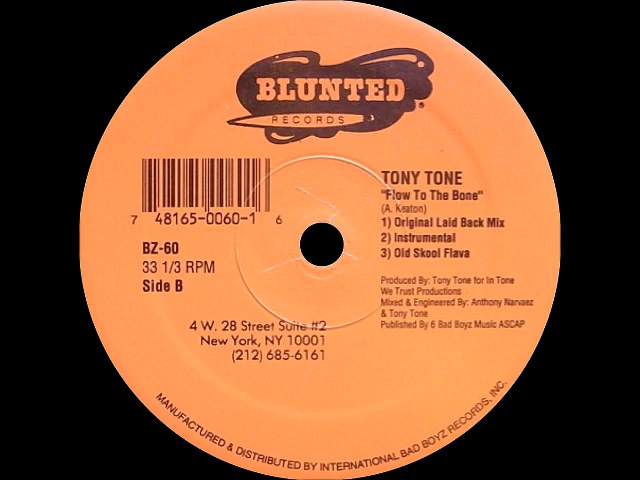 BLUNTED
RECORDS ®
TONY TONE
"Flow To The Bone"
(A. Keaton)
1) Original Laid Back Mix
2) Instrumental
3) Old Skool Flava
7 48165-0060-1 6
BZ-60
33 1/3 RPM
Side B
Produced By: Tony Tone for In Tone
We Trust Productions
Mixed & Engineered By: Anthony Narvaez
& Tony Tone
Published By 6 Bad Boyz Music ASCAP
4 W. 28 Street Suite #2
New York, NY 10001
(212) 685-6161
MANUFACTURED & DISTRIBUTED BY INTERNATIONAL BAD BOYZ RECORDS, INC.